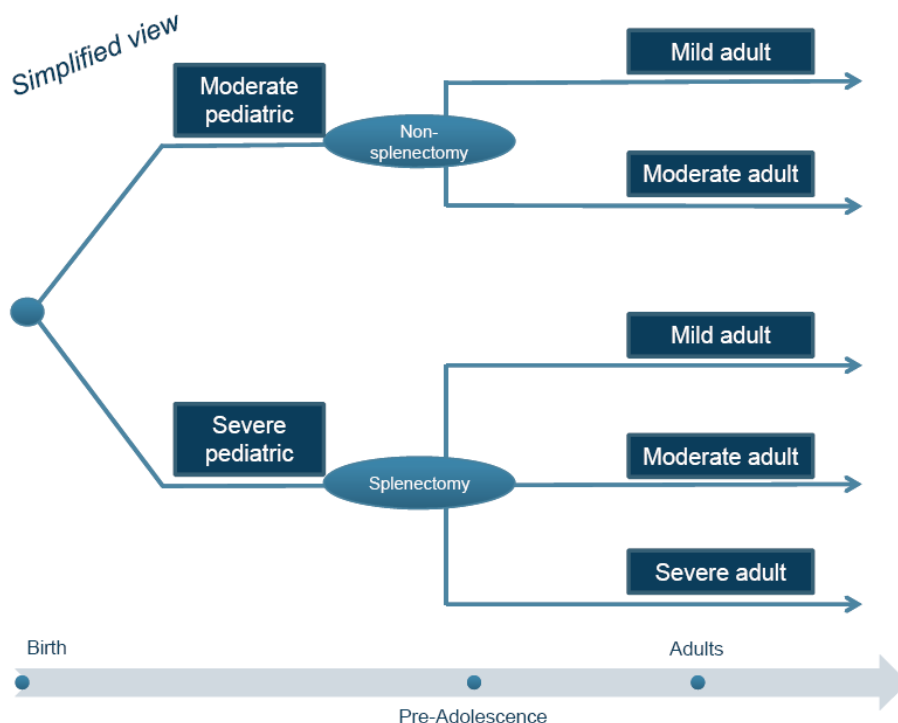 Simplified view
Moderate
pediatric
Non-
splenectomy
Mild adult
Moderate adult
Severe
pediatric
Splenectomy
Mild adult
Moderate adult
Severe adult
Birth
Adults
Pre-Adolescence